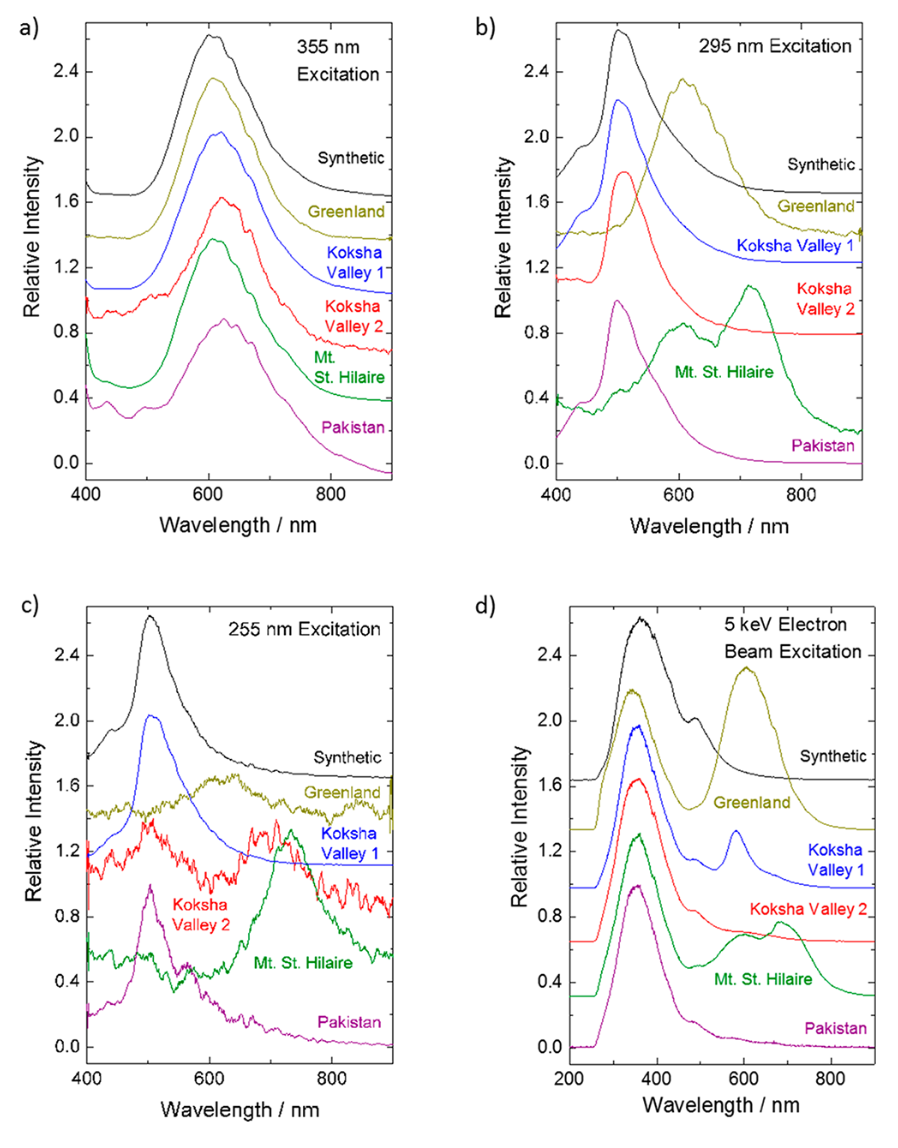 a)
355 nm
Excitation
2.4
2.0
1.6
1.2
0.8
0.4
0.0
Relative Intensity
Synthetic
Greenland
Koksha
Valley 1
Koksha
Valley 2
Mt.
St. Hilaire
Pakistan
400
600
800
Wavelength / nm
b)
295 nm Excitation
2.4
2.0
1.6
1.2
0.8
0.4
0.0
Relative Intensity
Synthetic
Greenland
Koksha Valley 1
Koksha
Valley 2
Mt. St. Hilaire
Pakistan
400
600
800
Wavelength / nm
c)
255 nm Excitation
2.4
2.0
1.6
1.2
0.8
0.4
0.0
Relative Intensity
Synthetic
Greenland
Koksha
Valley 1
Koksha
Valley 2
Mt. St. Hilaire
Pakistan
400
600
800
Wavelength / nm
d)
5 keV Electron
Beam Excitation
2.4
2.0
1.6
1.2
0.8
0.4
0.0
Relative Intensity
Synthetic
Greenland
Koksha
Valley 1
Koksha Valley 2
Mt. St. Hilaire
Pakistan
200
400
600
800
Wavelength / nm